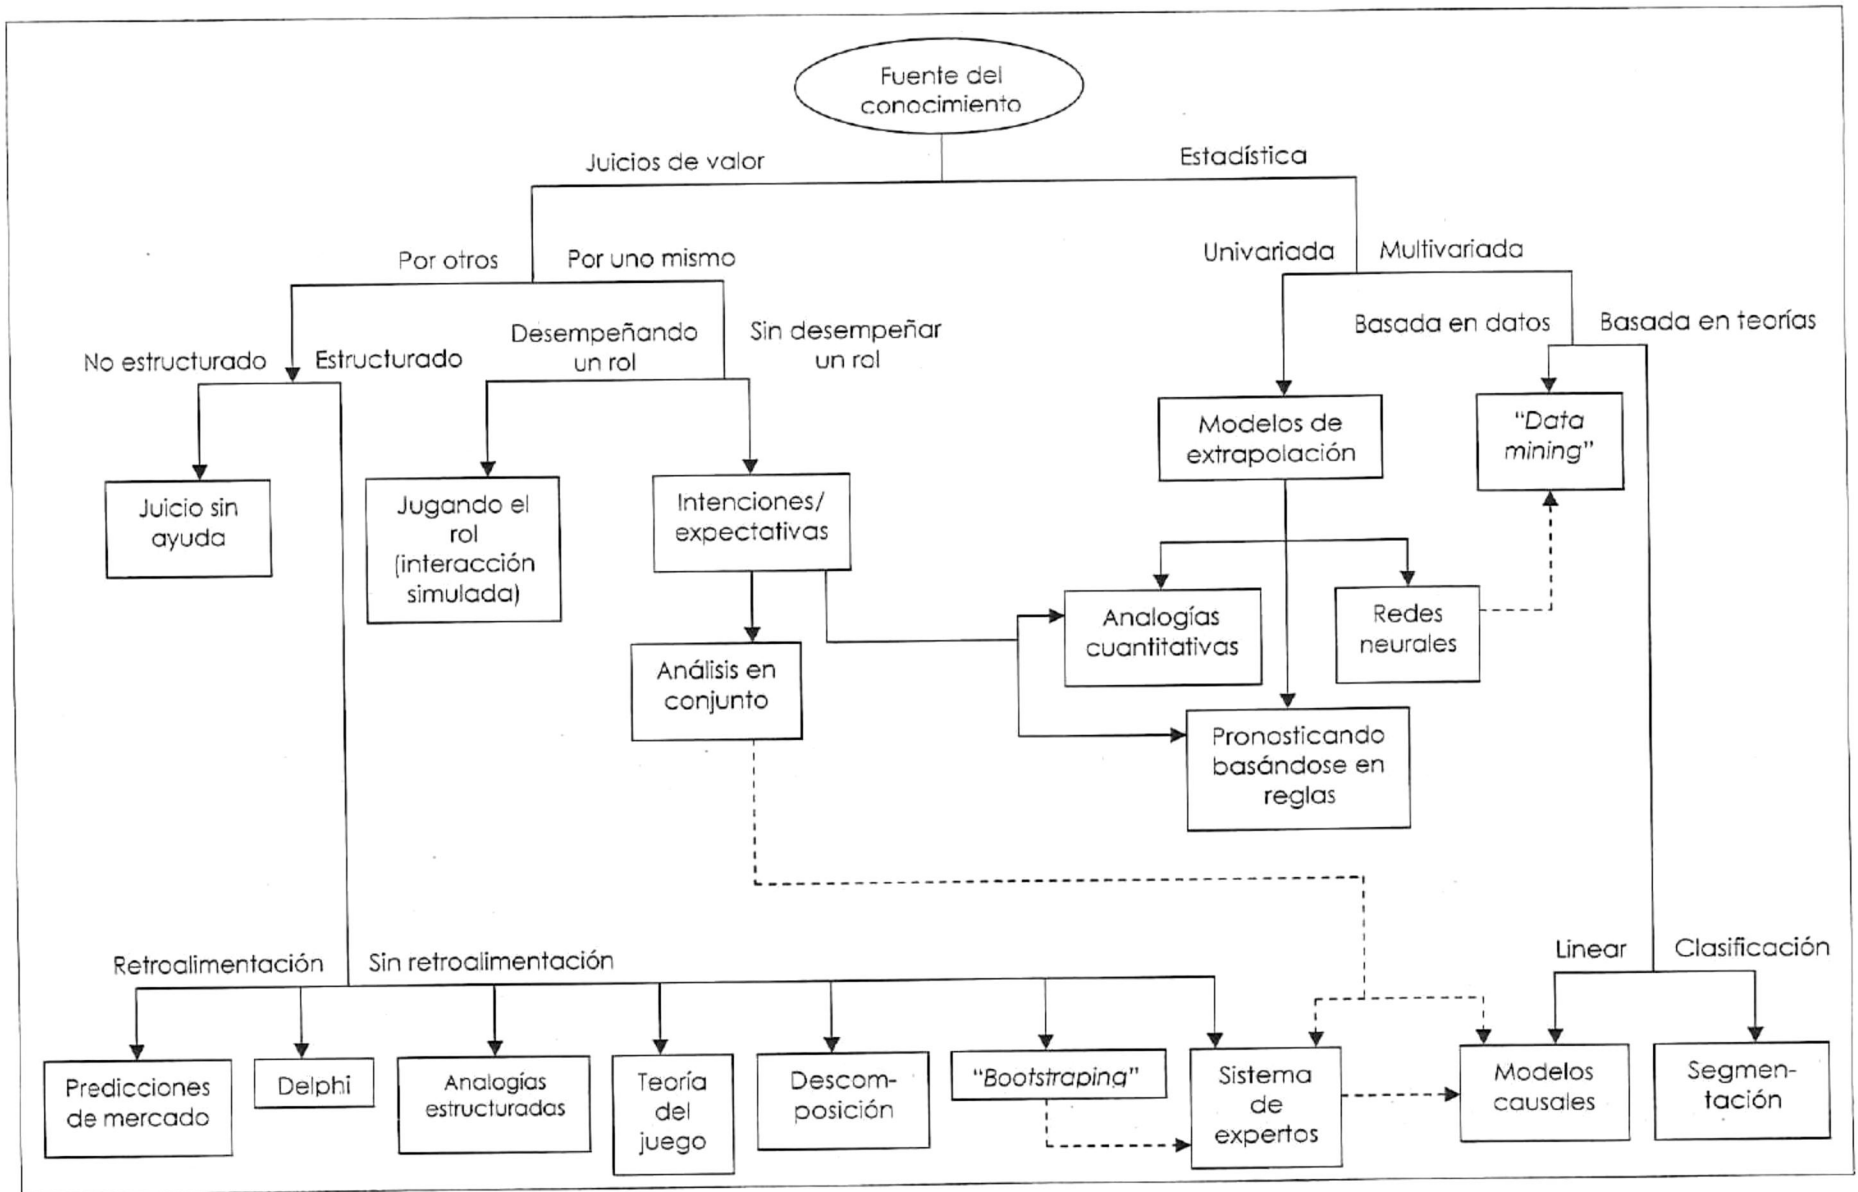 Fuente del
conocimiento
Juicios de valor
Estadística
Por otros
Por uno mismo
Univariada
Multivariada
No estructurado
Estructurado
Desempeñando
un rol
Sin desempeñar
un rol
Basada en datos
Basada en teorías
Modelos de
extrapolación
"Data
mining"
Juicio sin
ayuda
Jugando el
rol
(interacción
simulada)
Intenciones/
expectativas
Analogías
cuantitativas
Redes
neurales
Análisis en
conjunto
Pronosticando
basándose en
reglas
Retroalimentación
Sin retroalimentación
Linear
Clasificación
Predicciones
de mercado
Delphi
Analogías
estructuradas
Teoría
del
juego
Descom-
posición
"Bootstraping"
Sistema
de
expertos
Modelos
causales
Segmen-
tación